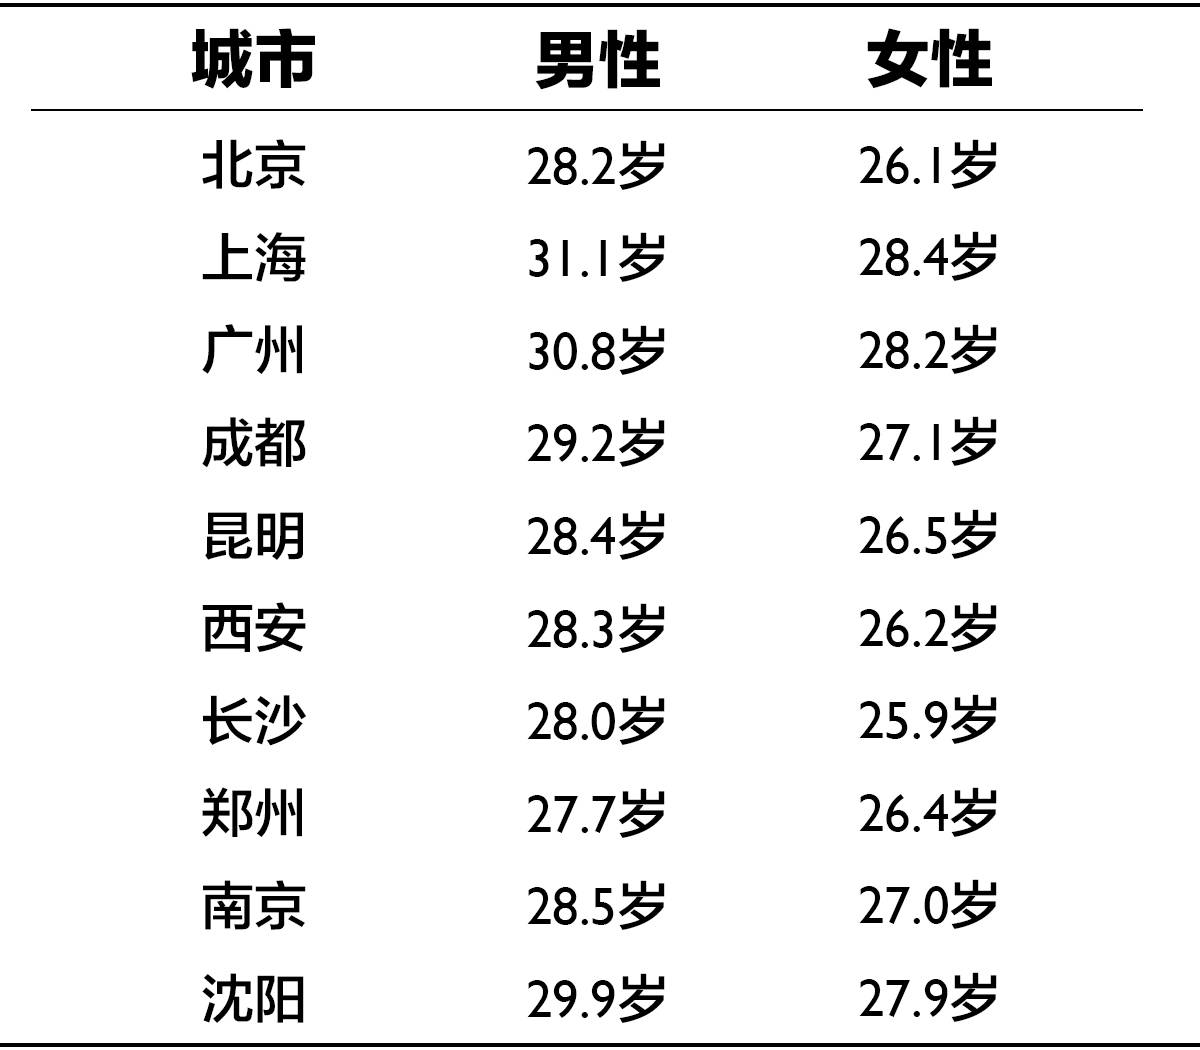 城市 男性 女性
北京 28.2岁 26.1岁
上海 31.1岁 28.4岁
广州 30.8岁 28.2岁
成都 29.2岁 27.1岁
昆明 28.4岁 26.5岁
西安 28.3岁 26.2岁
长沙 28.0岁 25.9岁
郑州 27.7岁 26.4岁
南京 28.5岁 27.0岁
沈阳 29.9岁 27.9岁